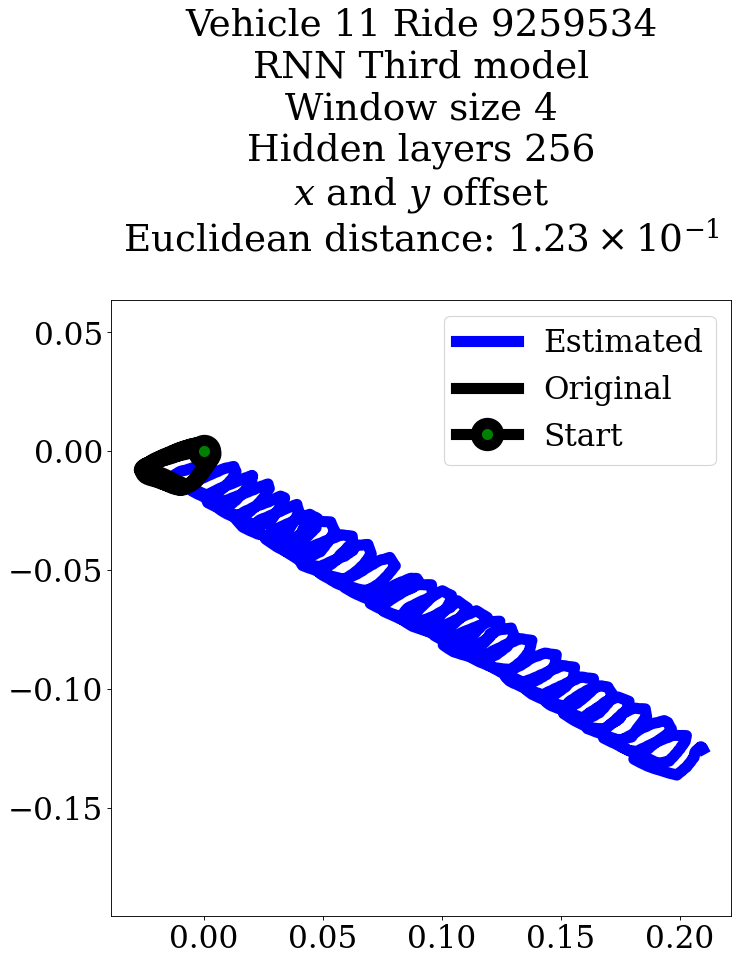 Vehicle 11 Ride 9259534
RNN Third model
Window size 4
Hidden layers 256
x and y offset
Euclidean distance: 1.23 × 10⁻¹
Estimated
Original
Start
0.05
0.00
−0.05
−0.10
−0.15
0.00 0.05 0.10 0.15 0.20